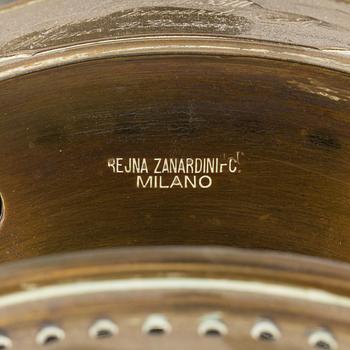 REJNA ZANARDINI & C.
MILANO